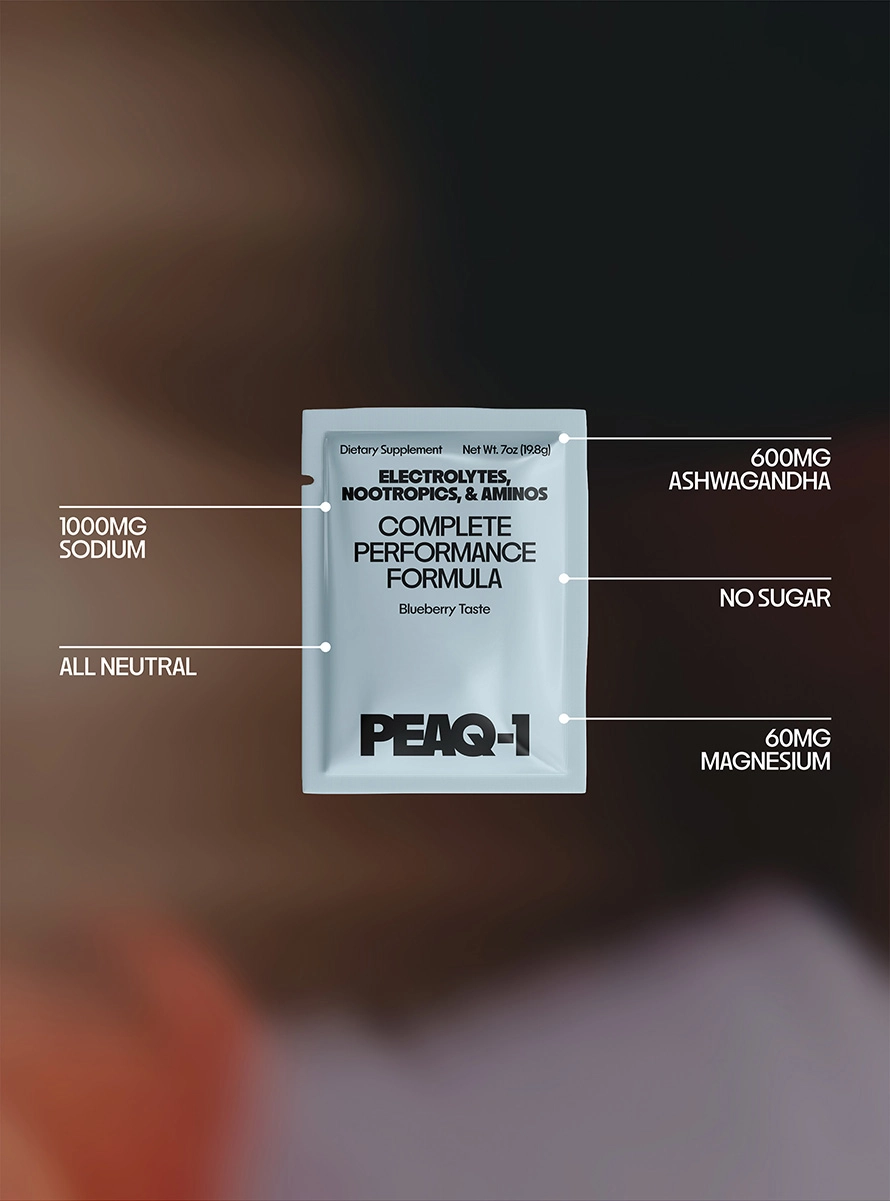 Dietary Supplement Net Wt. 7oz (19.8g)
ELECTROLYTES,
NOOTROPICS, & AMINOS
COMPLETE
PERFORMANCE
FORMULA
Blueberry Taste
PEAQ-1
1000MG
SODIUM
ALL NEUTRAL
600MG
ASHWAGANDHA
NO SUGAR
60MG
MAGNESIUM